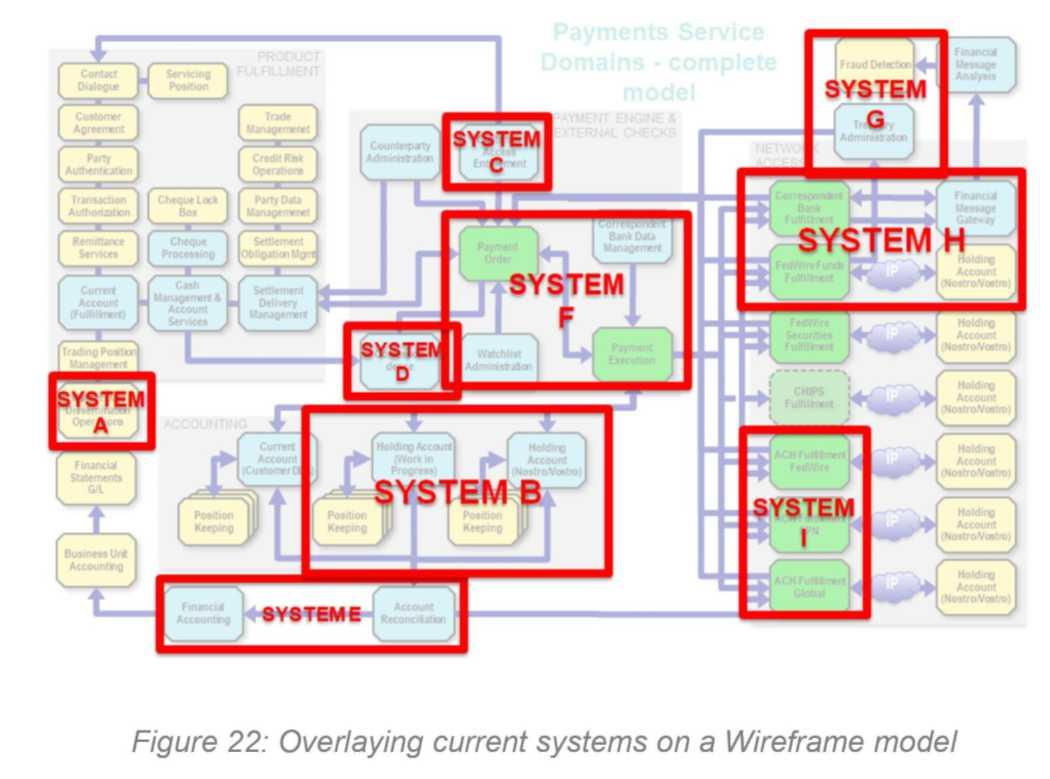 Payments Service
Domains - complete
model
PRODUCT
FULFILLMENT
Contact
Dialogue
Servicing
Position
Customer
Agreement
Trade
Managemenet
Party
Authentication
Credit Risk
Operations
Transaction
Authorization
Cheque Lock
Box
Party Data
Managemenet
Remittance
Services
Cheque
Processing
Settlement
Obligation Mgmt
Current
Account
(Fulfillment)
Cash
Management &
Account
Services
Settlement
Delivery
Management
Trading Position
Management
SYSTEM
A
Operations
Financial
Statements
G/L
Business Unit
Accounting
PAYMENT ENGINE &
EXTERNAL CHECKS
Counterparty
Administration
SYSTEM
C
Access
Entitlement
Payment
Order
Correspondent
Bank Data
Management
SYSTEM
F
SYSTEM
D
Watchlist
Administration
Payment
Execution
ACCOUNTING
Current
Account
(Customer
Holding Account
(Work in
Progress)
Holding
Account
(Nostro/Vostro)
SYSTEM B
Position
Keeping
Position
Keeping
Position
Keeping
Financial
Accounting
SYSTEM E
Account
Reconciliation
Fraud Detection
Financial
Message
Analysis
SYSTEM
G
Administration
NETWORK
ACCESS
Correspondent
Bank
Fulfillment
Financial
Message
Gateway
SYSTEM H
FedWire Funds
Fulfillment
IP
Holding
Account
(Nostro/Vostro)
FedWire
Securities
Fulfillment
IP
Holding
Account
(Nostro/Vostro)
CHIPS
Fulfillment
IP
Holding
Account
(Nostro/Vostro)
ACH Fulfillment
FedWire
IP
Holding
Account
(Nostro/Vostro)
SYSTEM
I
IP
Holding
Account
(Nostro/Vostro)
ACH Fulfillment
Global
IP
Holding
Account
(Nostro/Vostro)
Figure 22: Overlaying current systems on a Wireframe model